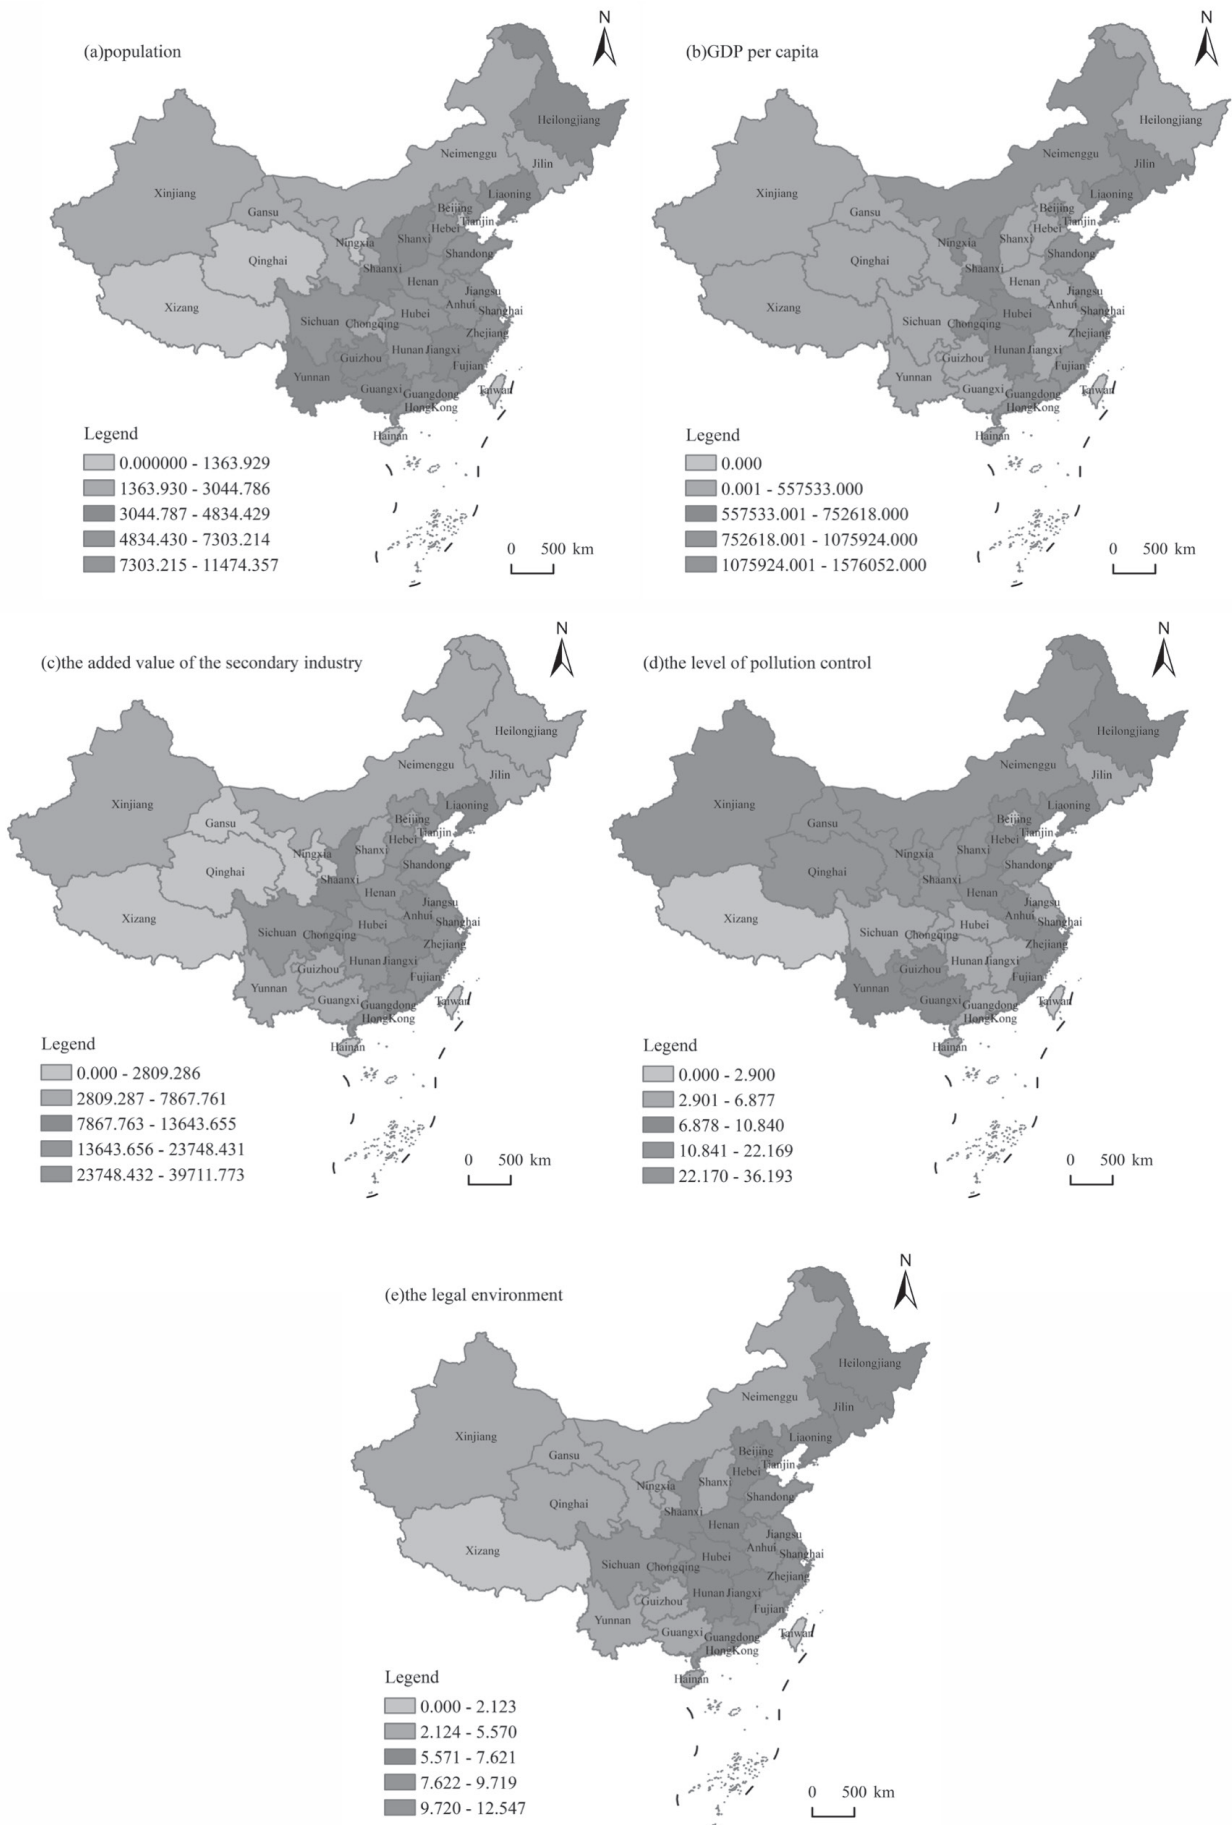 N
(a)population
Heilongjiang
Neimenggu
Jilin
Xinjiang
Liaoning
Gansu
Beijing
Tianjin
Hebei
Ningxia
Shanxi
Shandong
Qinghai
Shaanxi
Henan
Jiangsu
Xizang
Anhui
Shanghai
Hubei
Sichuan
Chongqing
Zhejiang
Hunan
Jiangxi
Guizhou
Fujian
Yunnan
Guangxi
Guangdong
Taiwan
HongKong
Hainan
Legend
0.000000 - 1363.929
1363.930 - 3044.786
3044.787 - 4834.429
4834.430 - 7303.214
7303.215 - 11474.357
0 500 km
N
(b)GDP per capita
Heilongjiang
Neimenggu
Jilin
Xinjiang
Liaoning
Gansu
Beijing
Tianjin
Hebei
Ningxia
Shanxi
Shandong
Qinghai
Shaanxi
Henan
Jiangsu
Xizang
Anhui
Shanghai
Hubei
Sichuan
Chongqing
Zhejiang
Hunan
Jiangxi
Guizhou
Fujian
Yunnan
Guangxi
Guangdong
Taiwan
HongKong
Hainan
Legend
0.000
0.001 - 557533.000
557533.001 - 752618.000
752618.001 - 1075924.000
1075924.001 - 1576052.000
0 500 km
N
(c)the added value of the secondary industry
Heilongjiang
Neimenggu
Jilin
Xinjiang
Liaoning
Gansu
Beijing
Tianjin
Hebei
Ningxia
Shanxi
Shandong
Qinghai
Shaanxi
Henan
Jiangsu
Xizang
Anhui
Shanghai
Hubei
Sichuan
Chongqing
Zhejiang
Hunan
Jiangxi
Guizhou
Fujian
Yunnan
Guangxi
Guangdong
Taiwan
HongKong
Hainan
Legend
0.000 - 2809.286
2809.287 - 7867.761
7867.763 - 13643.655
13643.656 - 23748.431
23748.432 - 39711.773
0 500 km
N
(d)the level of pollution control
Heilongjiang
Neimenggu
Jilin
Xinjiang
Liaoning
Gansu
Beijing
Tianjin
Hebei
Ningxia
Shanxi
Shandong
Qinghai
Shaanxi
Henan
Jiangsu
Xizang
Anhui
Shanghai
Hubei
Sichuan
Chongqing
Zhejiang
Hunan
Jiangxi
Guizhou
Fujian
Yunnan
Guangxi
Guangdong
Taiwan
HongKong
Hainan
Legend
0.000 - 2.900
2.901 - 6.877
6.878 - 10.840
10.841 - 22.169
22.170 - 36.193
0 500 km
N
(e)the legal environment
Heilongjiang
Neimenggu
Jilin
Xinjiang
Liaoning
Gansu
Beijing
Tianjin
Hebei
Ningxia
Shanxi
Shandong
Qinghai
Shaanxi
Henan
Jiangsu
Xizang
Anhui
Shanghai
Hubei
Sichuan
Chongqing
Zhejiang
Hunan
Jiangxi
Guizhou
Fujian
Yunnan
Guangxi
Guangdong
Taiwan
HongKong
Hainan
Legend
0.000 - 2.123
2.124 - 5.570
5.571 - 7.621
7.622 - 9.719
9.720 - 12.547
0 500 km